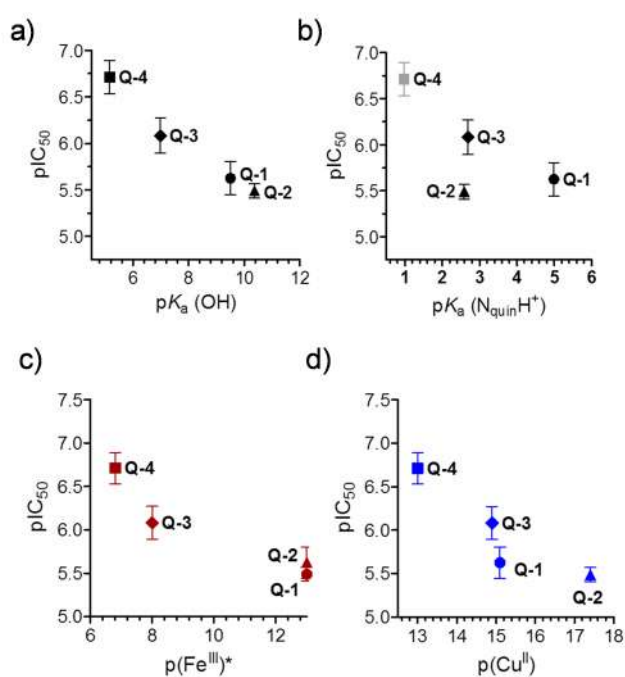 a)
7.5
7.0
6.5
6.0
5.5
5.0
pIC50
Q-4
Q-3
Q-1
Q-2
4 6 8 10 12
pKa (OH)
b)
7.5
7.0
6.5
6.0
5.5
5.0
pIC50
Q-4
Q-3
Q-2
Q-1
1 2 3 4 5 6
pKa (NquinH+)
c)
7.5
7.0
6.5
6.0
5.5
5.0
pIC50
Q-4
Q-3
Q-2
Q-1
6 8 10 12
p(FeIII)*
d)
7.5
7.0
6.5
6.0
5.5
5.0
pIC50
Q-4
Q-3
Q-1
Q-2
13 14 15 16 17 18
p(CuII)